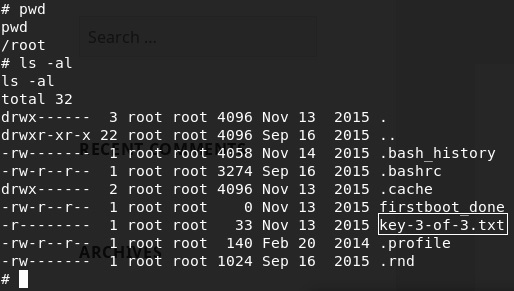 # pwd
pwd
/root
# ls -al
ls -al
total 32
drwx------  3 root root 4096 Nov 13  2015 .
drwxr-xr-x 22 root root 4096 Sep 16  2015 ..
-rw-------  1 root root 4058 Nov 14  2015 .bash_history
-rw-r--r--  1 root root 3274 Sep 16  2015 .bashrc
drwx------  2 root root 4096 Nov 13  2015 .cache
-rw-r--r--  1 root root    0 Nov 13  2015 firstboot_done
-r--------  1 root root   33 Nov 13  2015 key-3-of-3.txt
-rw-r--r--  1 root root  140 Feb 20  2014 .profile
-rw-------  1 root root 1024 Sep 16  2015 .rnd
#
Search ...
RECENT COMMENTS
ARCHIVES